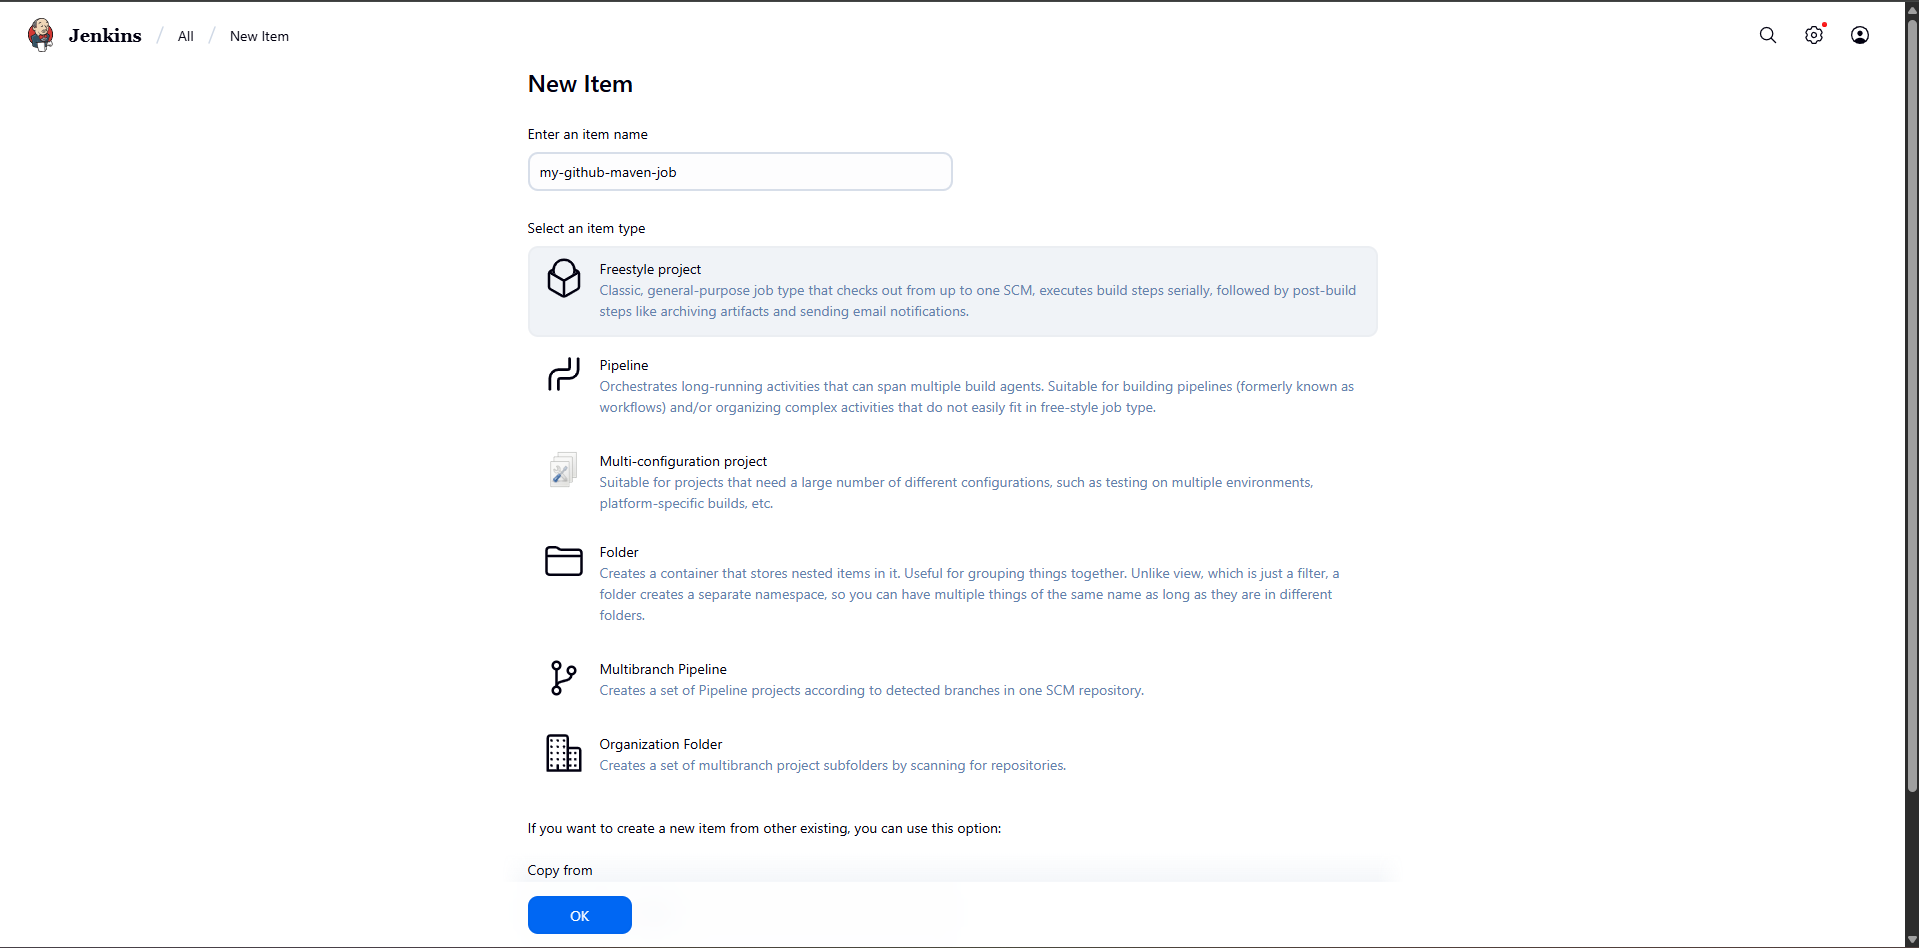 Jenkins / All / New Item
New Item
Enter an item name
my-github-maven-job
Select an item type
Freestyle project
Classic, general-purpose job type that checks out from up to one SCM, executes build steps serially, followed by post-build
steps like archiving artifacts and sending email notifications.
Pipeline
Orchestrates long-running activities that can span multiple build agents. Suitable for building pipelines (formerly known as
workflows) and/or organizing complex activities that do not easily fit in free-style job type.
Multi-configuration project
Suitable for projects that need a large number of different configurations, such as testing on multiple environments,
platform-specific builds, etc.
Folder
Creates a container that stores nested items in it. Useful for grouping things together. Unlike view, which is just a filter, a
folder creates a separate namespace, so you can have multiple things of the same name as long as they are in different
folders.
Multibranch Pipeline
Creates a set of Pipeline projects according to detected branches in one SCM repository.
Organization Folder
Creates a set of multibranch project subfolders by scanning for repositories.
If you want to create a new item from other existing, you can use this option:
Copy from
OK